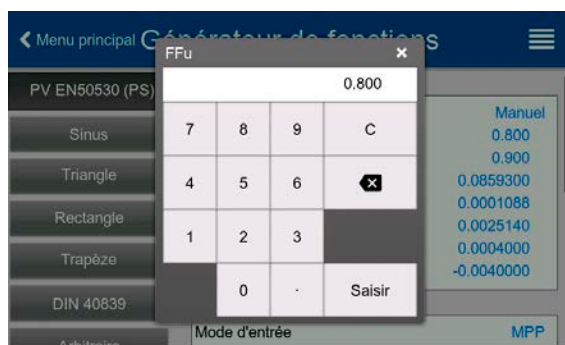 Menu principal
FFu
PV EN50530 (PS)
Sinus
Triangle
Rectangle
Trapèze
DIN 40839
0.800
7 8 9 C
4 5 6
1 2 3
0 . Saisir
Manuel
0.800
0.900
0.0859300
0.0001088
0.0025140
0.0004000
-0.0040000
Mode d'entrée MPP